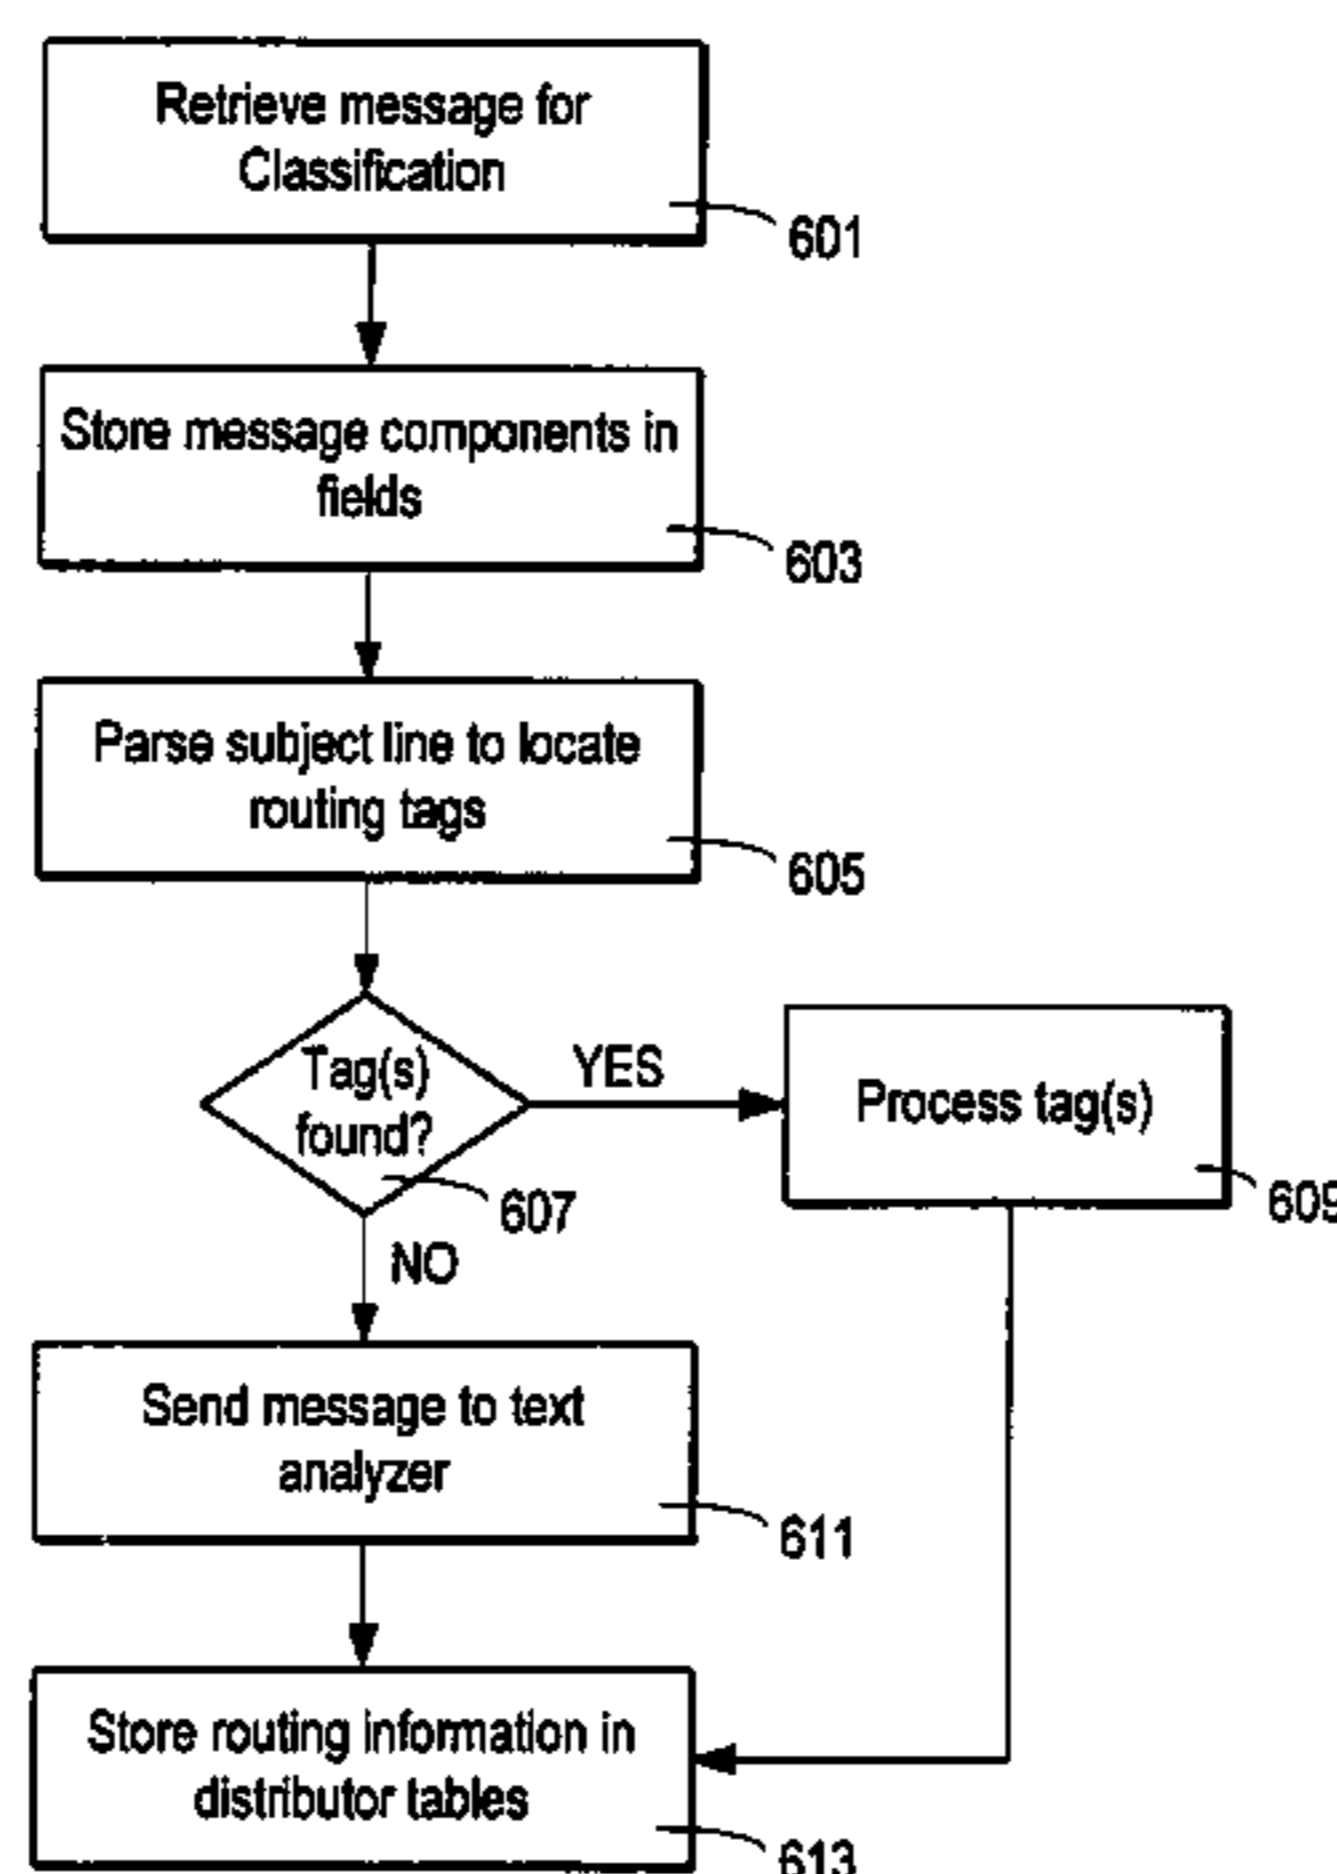 Retrieve message for
Classification
601
Store message components in
fields
603
Parse subject line to locate
routing tags
605
Tag(s)
found?
607
YES
Process tag(s)
609
NO
Send message to text
analyzer
611
Store routing information in
distributor tables
613